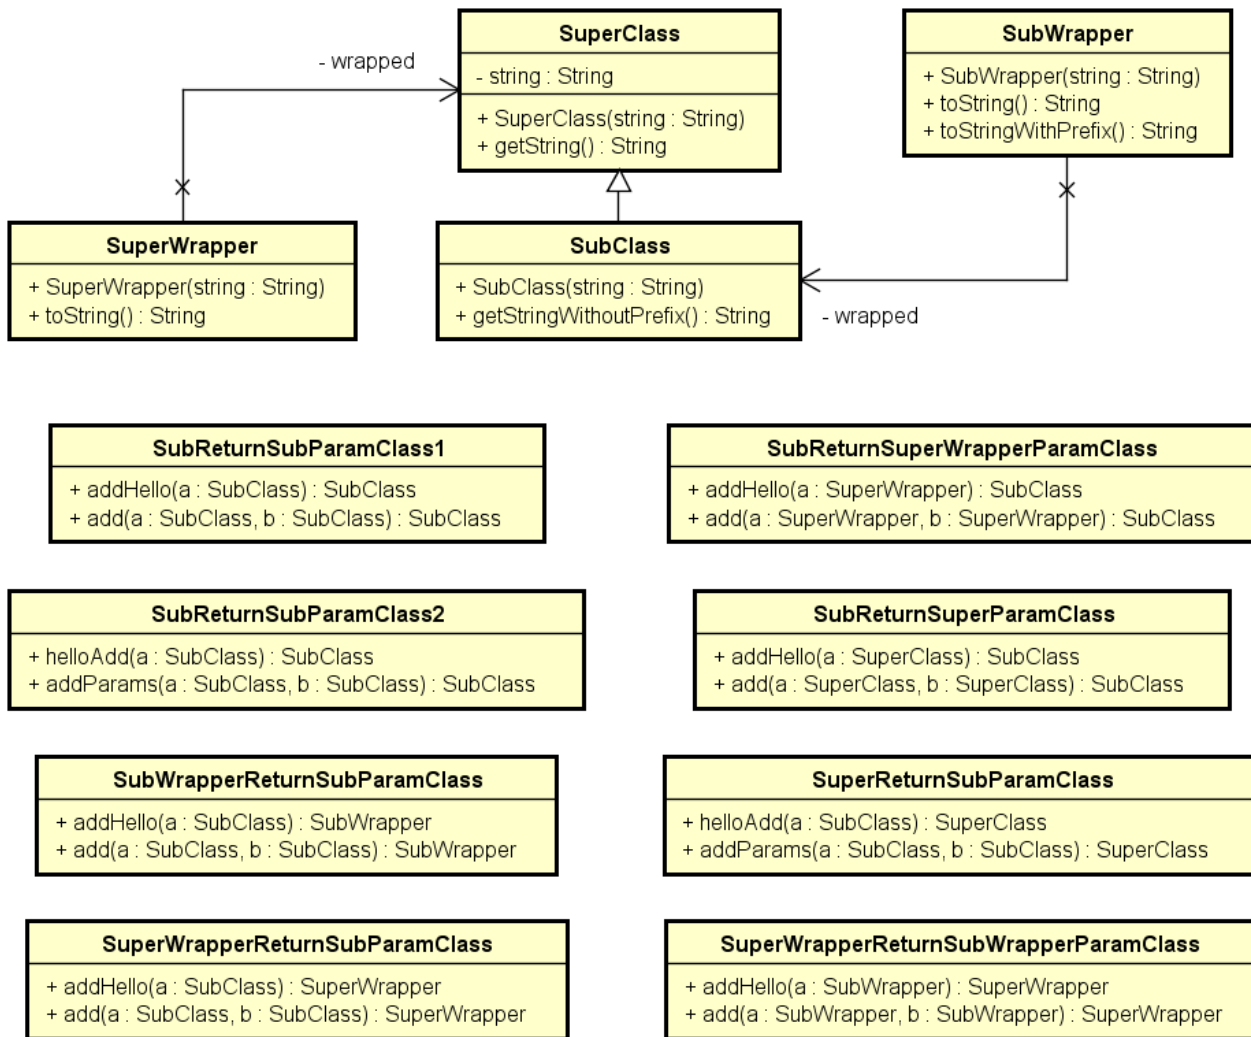 SuperClass
- string : String
+ SuperClass(string : String)
+ getString() : String
SubWrapper
+ SubWrapper(string : String)
+ toString() : String
+ toStringWithPrefix() : String
- wrapped
SuperWrapper
+ SuperWrapper(string : String)
+ toString() : String
SubClass
+ SubClass(string : String)
+ getStringWithoutPrefix() : String
- wrapped
SubReturnSubParamClass1
+ addHello(a : SubClass) : SubClass
+ add(a : SubClass, b : SubClass) : SubClass
SubReturnSuperWrapperParamClass
+ addHello(a : SuperWrapper) : SubClass
+ add(a : SuperWrapper, b : SuperWrapper) : SubClass
SubReturnSubParamClass2
+ helloAdd(a : SubClass) : SubClass
+ addParams(a : SubClass, b : SubClass) : SubClass
SubReturnSuperParamClass
+ addHello(a : SuperClass) : SubClass
+ add(a : SuperClass, b : SuperClass) : SubClass
SubWrapperReturnSubParamClass
+ addHello(a : SubClass) : SubWrapper
+ add(a : SubClass, b : SubClass) : SubWrapper
SuperReturnSubParamClass
+ helloAdd(a : SubClass) : SuperClass
+ addParams(a : SubClass, b : SubClass) : SuperClass
SuperWrapperReturnSubParamClass
+ addHello(a : SubClass) : SuperWrapper
+ add(a : SubClass, b : SubClass) : SuperWrapper
SuperWrapperReturnSubWrapperParamClass
+ addHello(a : SubWrapper) : SuperWrapper
+ add(a : SubWrapper, b : SubWrapper) : SuperWrapper